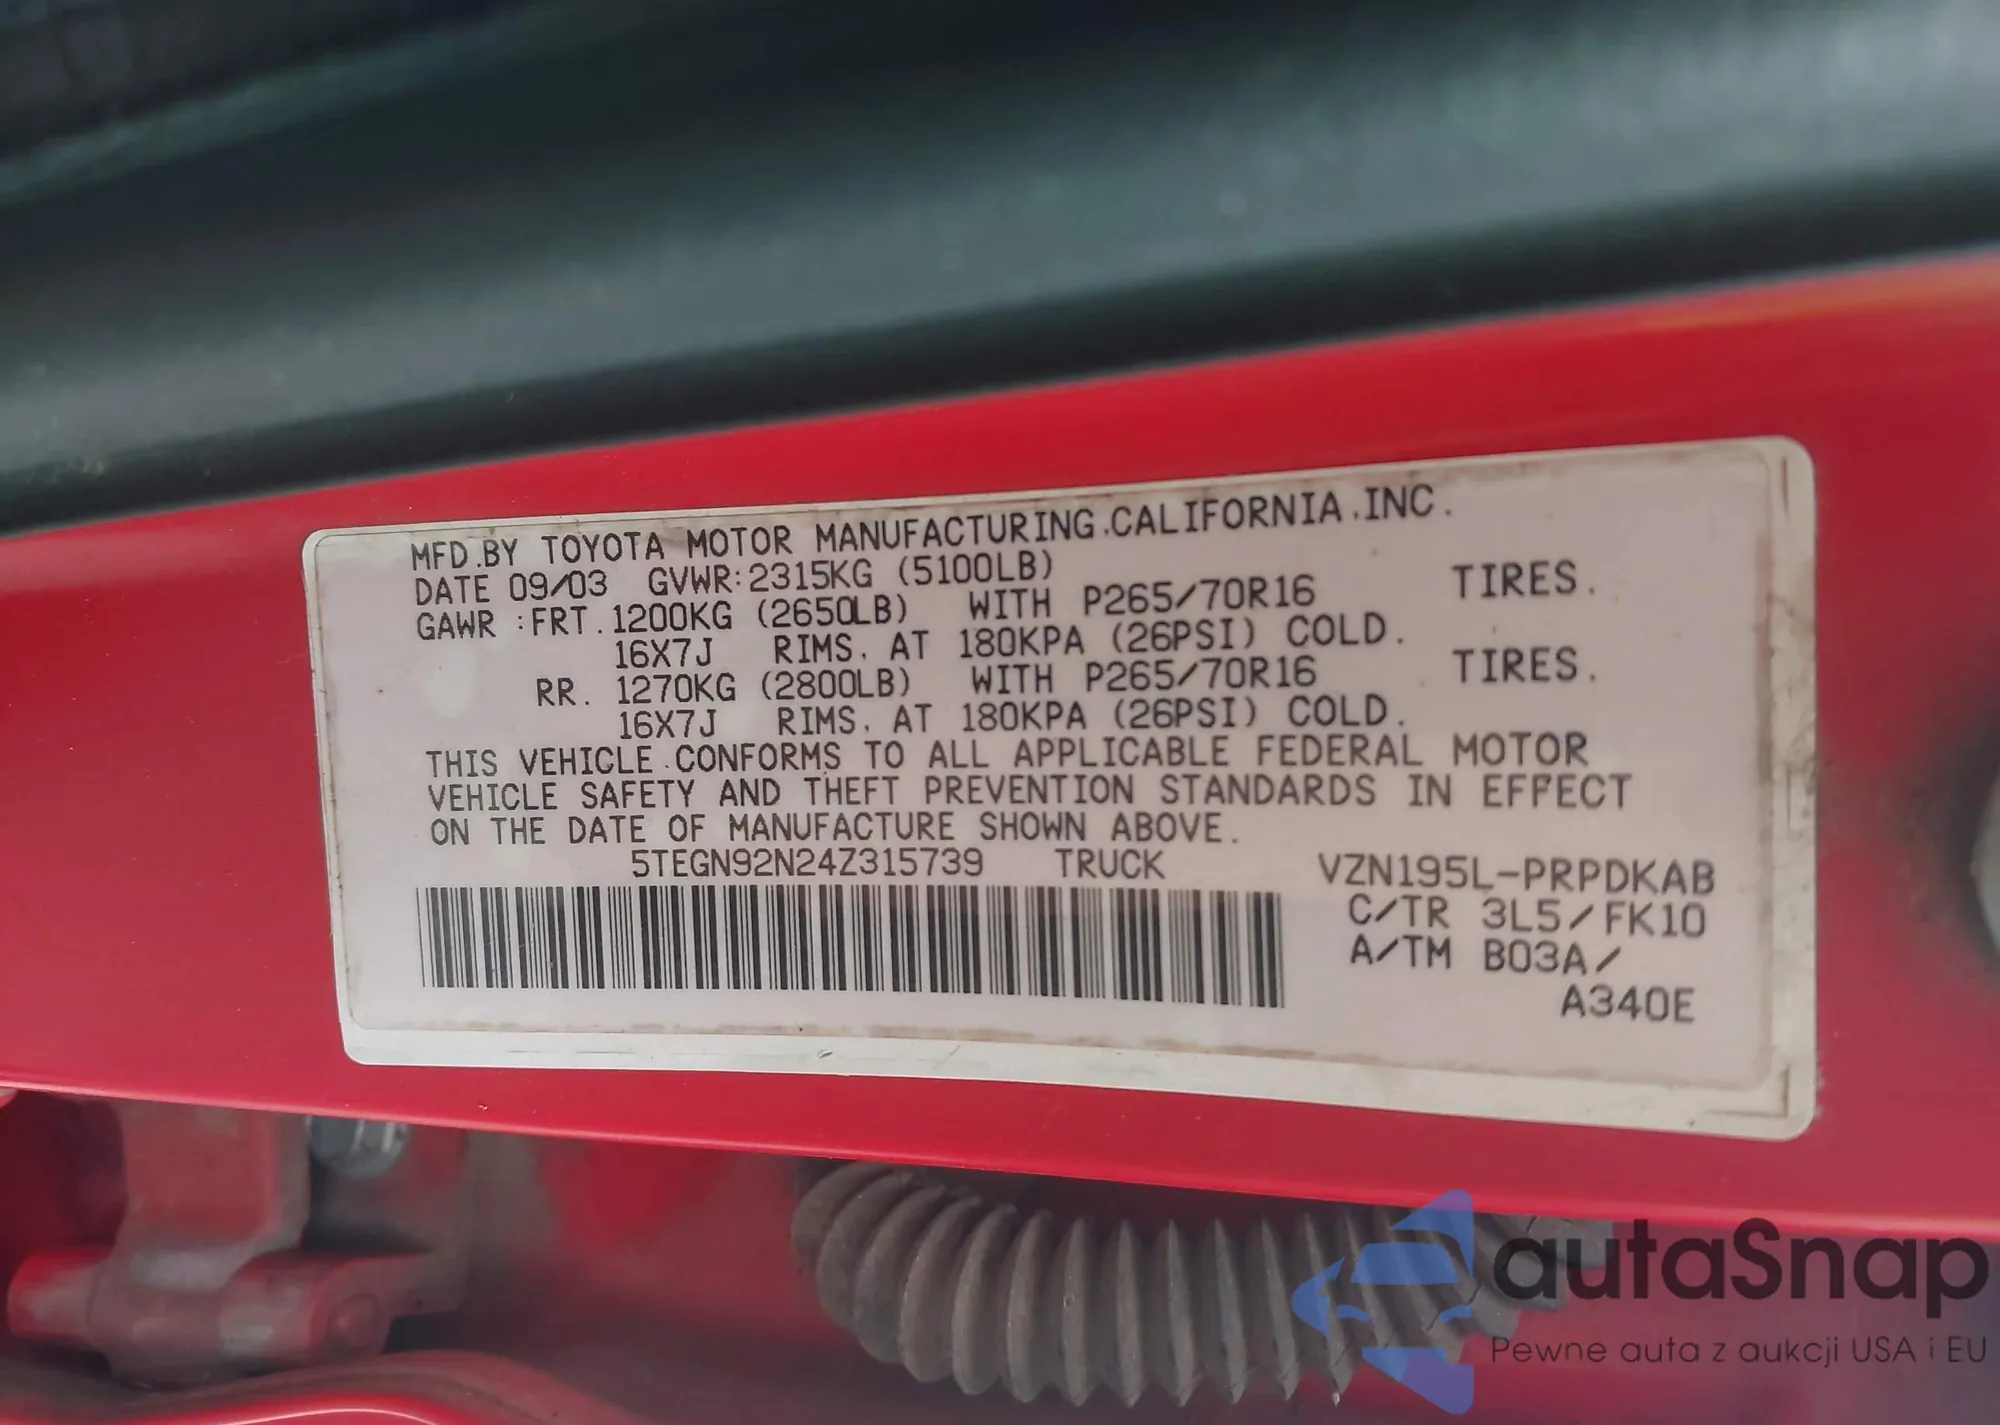 MFD.BY TOYOTA MOTOR MANUFACTURING.CALIFORNIA.INC.
DATE 09/03 GVWR:2315KG (5100LB)
GAWR :FRT. 1200KG (2650LB) WITH P265/70R16 TIRES.
16X7J RIMS. AT 180KPA (26PSI) COLD.
RR. 1270KG (2800LB) WITH P265/70R16 TIRES.
16X7J RIMS. AT 180KPA (26PSI) COLD.
THIS VEHICLE CONFORMS TO ALL APPLICABLE FEDERAL MOTOR
VEHICLE SAFETY AND THEFT PREVENTION STANDARDS IN EFFECT
ON THE DATE OF MANUFACTURE SHOWN ABOVE.
5TEGN92N24Z315739 TRUCK VZN195L-PRPDKAB
C/TR 3L5/FK10
A/TM B03A/
A340E
autaSnap
Pewne auta z aukcji USA i EU